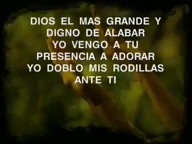 DIOS EL MAS GRANDE Y
DIGNO DE ALABAR
YO VENGO A TU
PRESENCIA A ADORAR
YO DOBLO MIS RODILLAS
ANTE TI